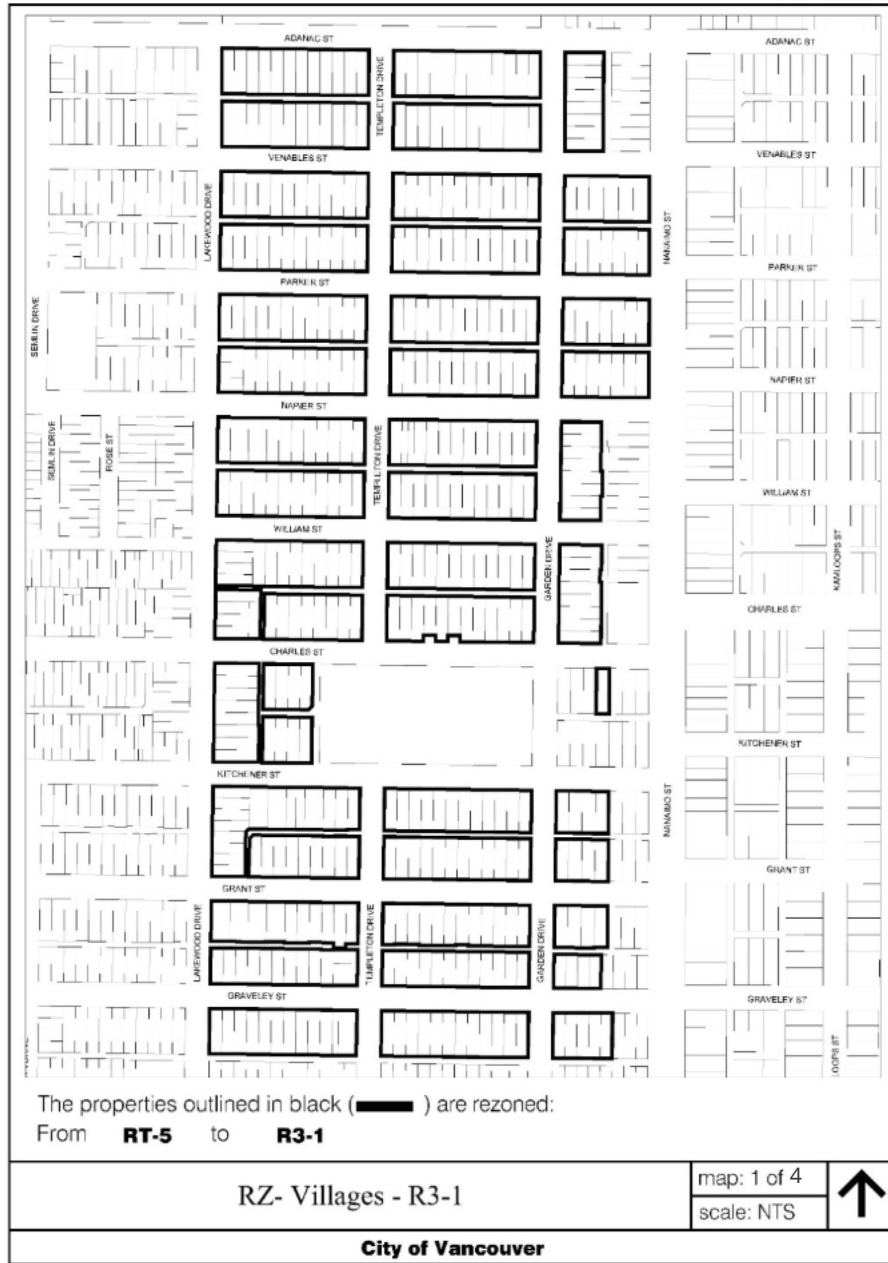 ADANAC ST
ADANAC ST
TEMPLETON DRIVE
VENABLES ST
VENABLES ST
LAKEWOOD DRIVE
NANAIMO ST
PARKER ST
PARKER ST
SEMLIN DRIVE
NAPIER ST
NAPIER ST
SEMLIN DRIVE
ROSE ST
TEMPLETON DRIVE
WILLIAM ST
WILLIAM ST
GARDEN DRIVE
KAMLOOPS ST
CHARLES ST
CHARLES ST
KITCHENER ST
KITCHENER ST
NANAIMO ST
GRANT ST
GRANT ST
LAKEWOOD DRIVE
TEMPLETON DRIVE
GARDEN DRIVE
GRAVELEY ST
GRAVELEY ST
LOOPS ST
The properties outlined in black ( ) are rezoned:
From RT-5 to R3-1
RZ- Villages - R3-1
map: 1 of 4
scale: NTS
City of Vancouver